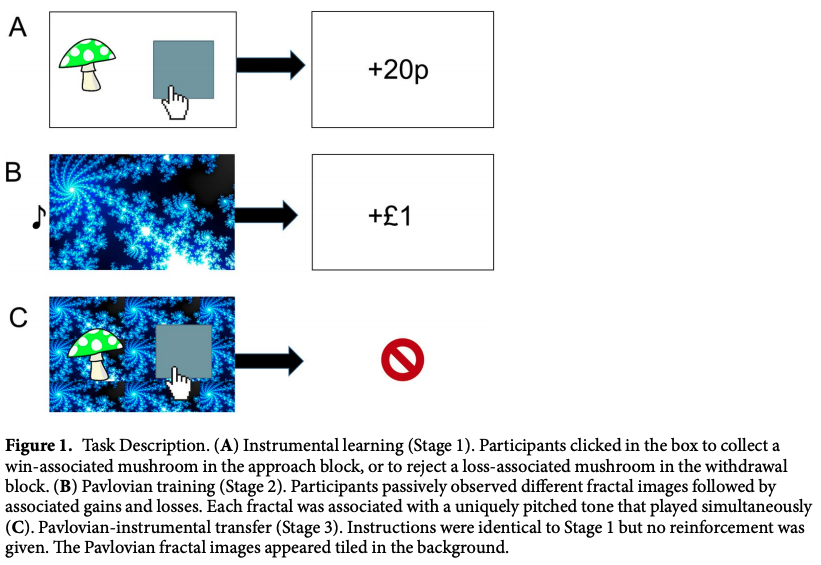 A
+20p
B
+£1
C
Figure 1. Task Description. (A) Instrumental learning (Stage 1). Participants clicked in the box to collect a
win-associated mushroom in the approach block, or to reject a loss-associated mushroom in the withdrawal
block. (B) Pavlovian training (Stage 2). Participants passively observed different fractal images followed by
associated gains and losses. Each fractal was associated with a uniquely pitched tone that played simultaneously
(C). Pavlovian-instrumental transfer (Stage 3). Instructions were identical to Stage 1 but no reinforcement was
given. The Pavlovian fractal images appeared tiled in the background.